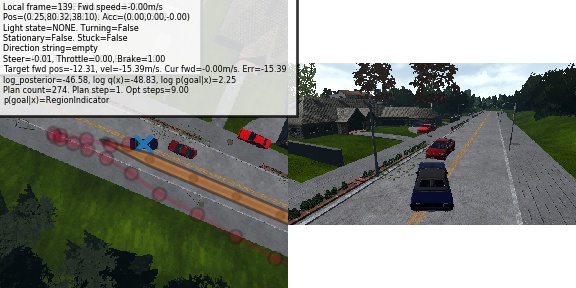 Local frame=139. Fwd.speed=-0.00m/s
Pos=(0.25,80.32,38.10). Acc=(0.00,0.00,-0.00)
Light state=NONE. Turning=False
Stationary=False. Stuck=False
Direction string=empty
Steer=-0.01, Throttle=0.00, Brake=1.00
Target fwd pos=-12.31, vel=-15.39m/s. Cur fwd=-0.00m/s. Err=-15.39
log_posterior=-46.58, log q(x)=-48.83, log p(goal|x)=2.25
Plan count=274. Plan step=1. Opt steps=9.00
p(goal|x)=RegionIndicator